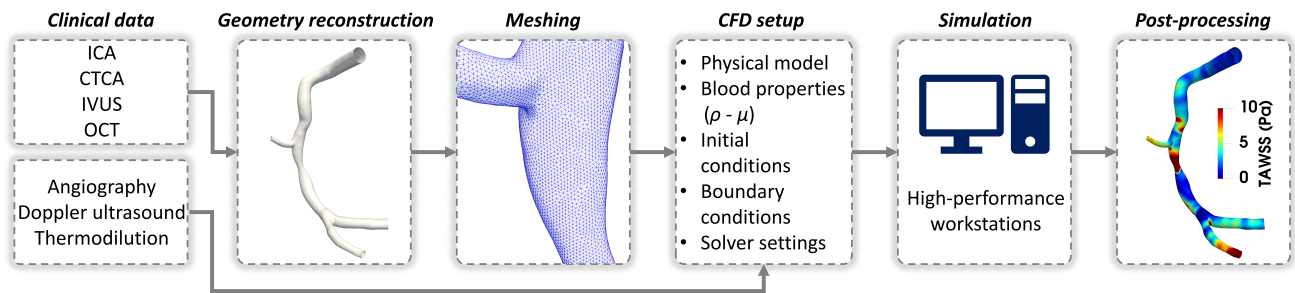 Clinical data
ICA
CTCA
IVUS
OCT
Angiography
Doppler ultrasound
Thermodilution
Geometry reconstruction
Meshing
CFD setup
• Physical model
• Blood properties
(ρ - μ)
• Initial
conditions
• Boundary
conditions
• Solver settings
Simulation
High-performance
workstations
Post-processing
10
5
0
TAWSS (Pa)